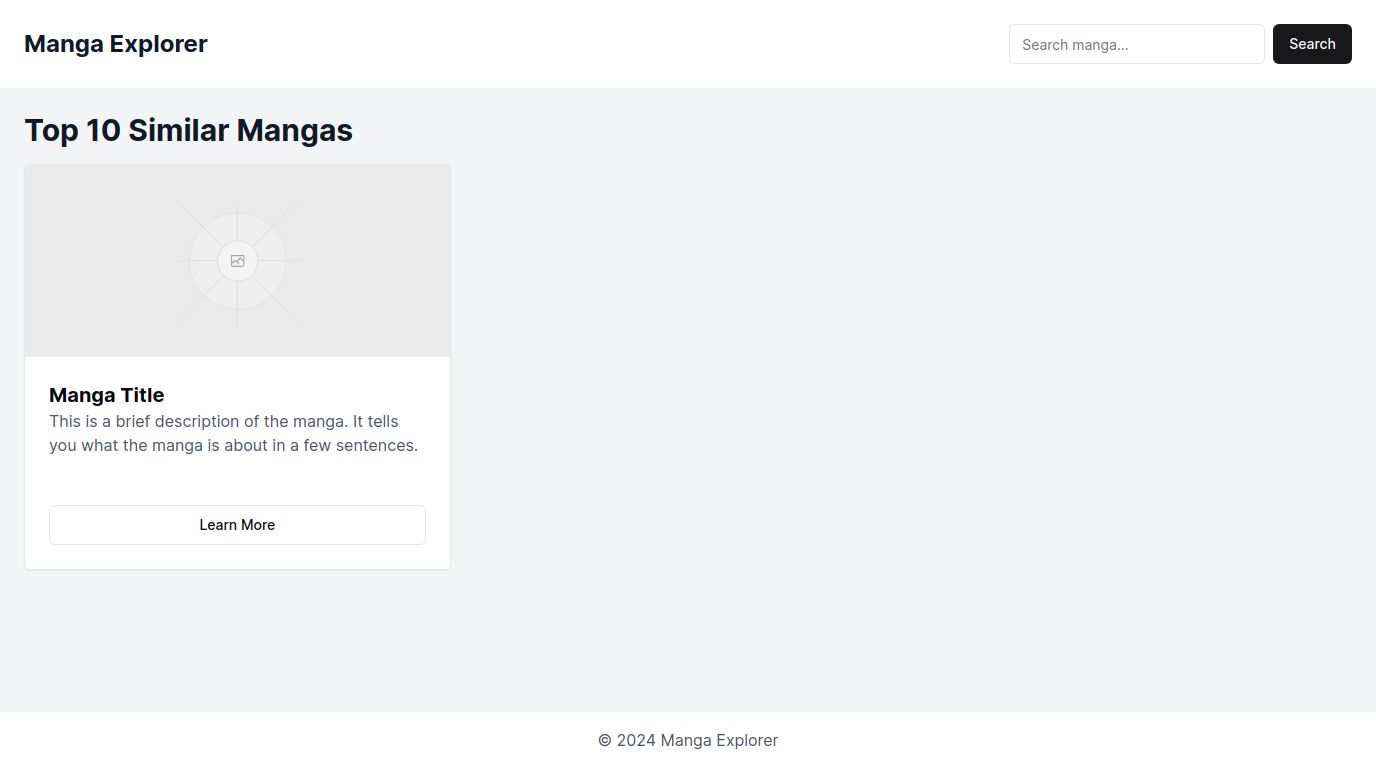 Manga Explorer
Search manga...
Search
Top 10 Similar Mangas
Manga Title
This is a brief description of the manga. It tells
you what the manga is about in a few sentences.
Learn More
© 2024 Manga Explorer